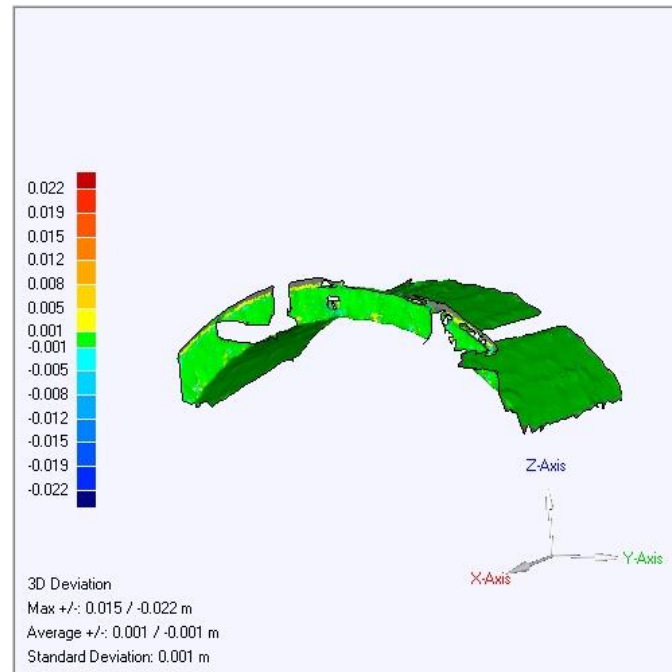 0.022
0.019
0.015
0.012
0.008
0.005
0.001
-0.001
-0.005
-0.008
-0.012
-0.015
-0.019
-0.022
Z-Axis
Y-Axis
X-Axis
3D Deviation
Max +/-: 0.015 / -0.022 m
Average +/-: 0.001 / -0.001 m
Standard Deviation: 0.001 m